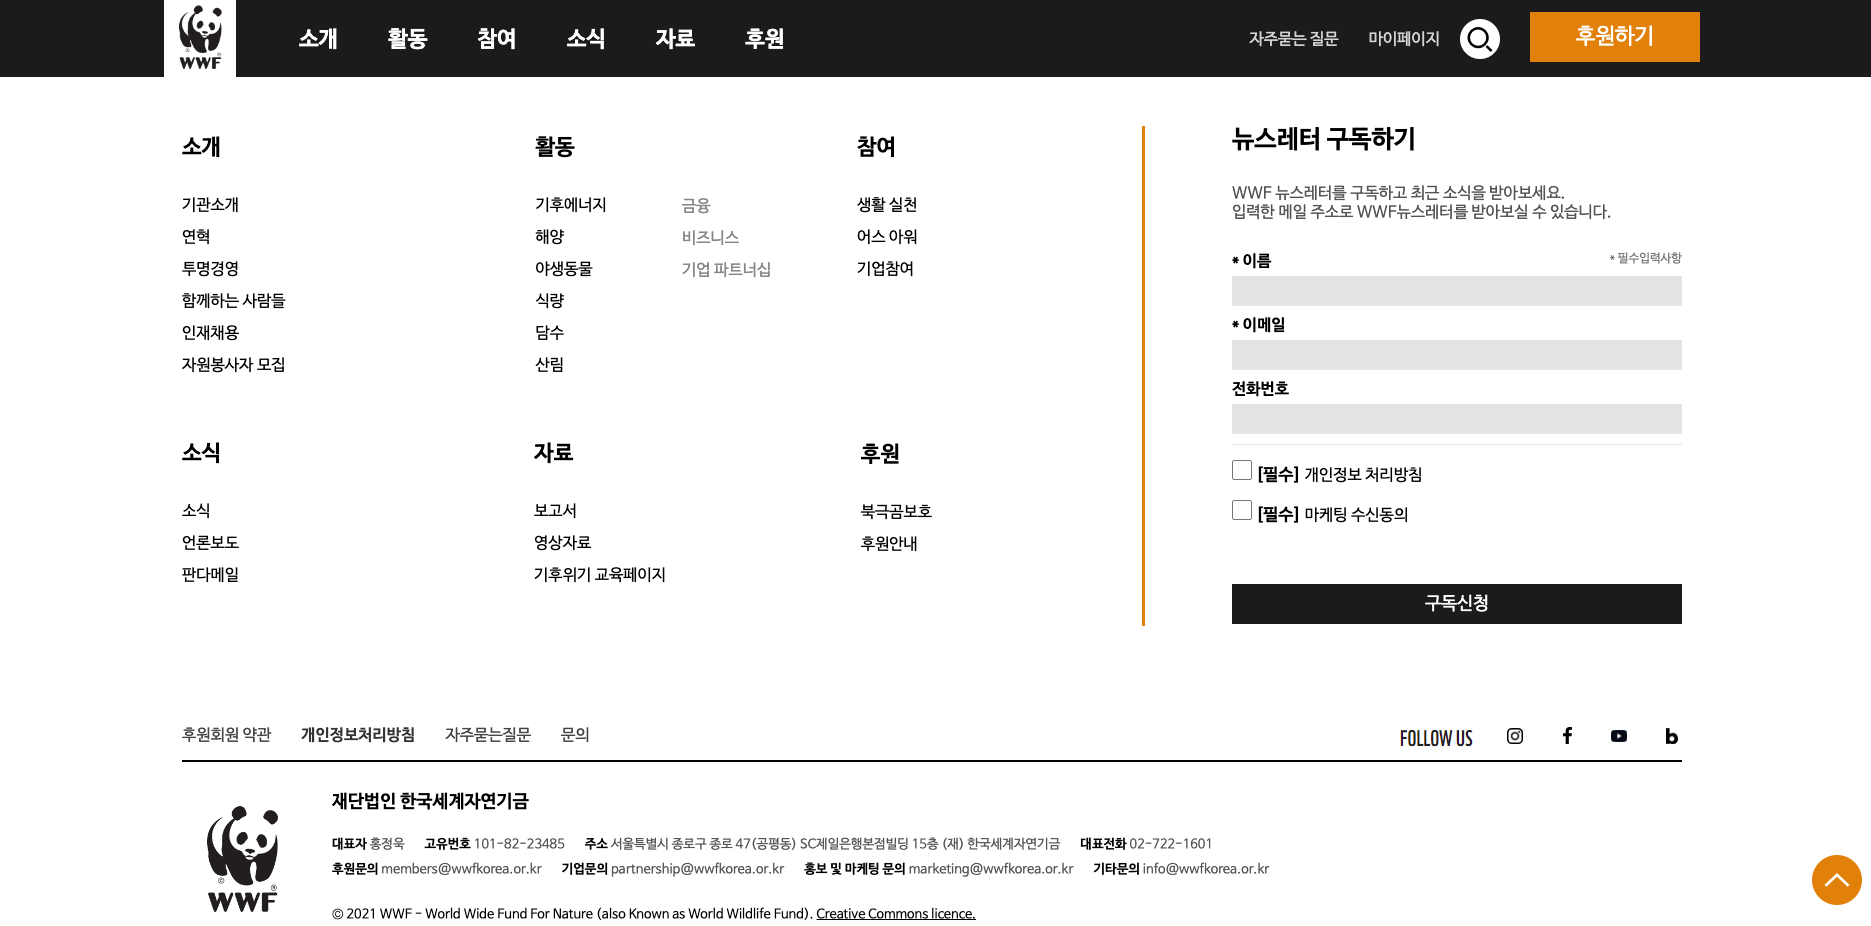 WWF
소개
활동
참여
소식
자료
후원
자주묻는 질문
마이페이지
후원하기
소개
기관소개
연혁
투명경영
함께하는 사람들
인재채용
자원봉사자 모집
활동
기후에너지
해양
야생동물
식량
담수
산림
금융
비즈니스
기업 파트너십
참여
생활 실천
어스 아워
기업참여
소식
소식
언론보도
판다메일
자료
보고서
영상자료
기후위기 교육페이지
후원
북극곰보호
후원안내
뉴스레터 구독하기
WWF 뉴스레터를 구독하고 최근 소식을 받아보세요.
입력한 메일 주소로 WWF뉴스레터를 받아보실 수 있습니다.
* 이름
* 필수입력사항
* 이메일
전화번호
[필수] 개인정보 처리방침
[필수] 마케팅 수신동의
구독신청
후원회원 약관
개인정보처리방침
자주묻는질문
문의
FOLLOW US
© WWF ®
재단법인 한국세계자연기금
대표자 홍정욱 고유번호 101-82-23485 주소 서울특별시 종로구 종로 47(공평동) SC제일은행본점빌딩 15층 (재) 한국세계자연기금 대표전화 02-722-1601
후원문의 members@wwfkorea.or.kr 기업문의 partnership@wwfkorea.or.kr 홍보 및 마케팅 문의 marketing@wwfkorea.or.kr 기타문의 info@wwfkorea.or.kr
© 2021 WWF - World Wide Fund For Nature (also Known as World Wildlife Fund). Creative Commons licence.